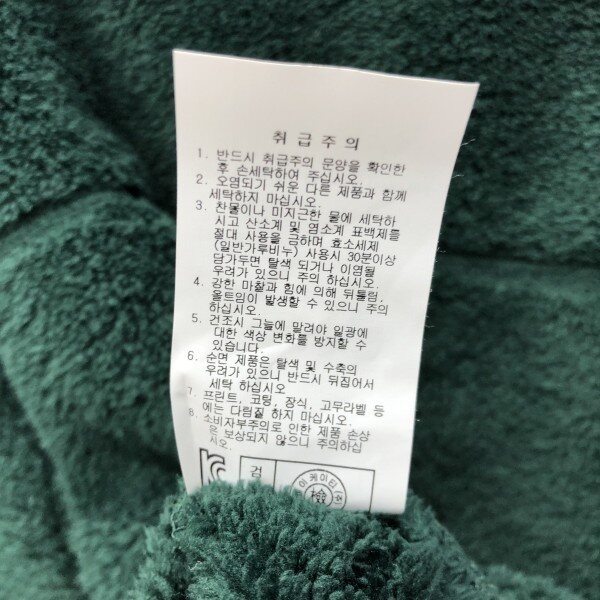 취급주의
1. 반드시 취급주의 문양을 확인한
후 손세탁하여 주십시오.
2. 오염되기 쉬운 다른 제품과 함께
세탁하지 마십시오.
3. 찬물이나 미지근한 물에 세탁하
시고 산소계 및 염소계 표백제를
절대 사용을 금하며 효소세제
(일반가루비누) 사용시 30분이상
담가두면 탈색 되거나 이염될
우려가 있으니 주의 하십시오.
4. 강한 마찰과 힘에 의해 뒤틀림,
올트임이 발생할 수 있으니 주의
하십시오.
5. 건조시 그늘에 말려야 일광에
대한 색상 변화를 방지할 수
있습니다.
6. 순면 제품은 탈색 및 수축의
우려가 있으니 반드시 뒤집어서
세탁 하십시오
7. 프린트, 코팅, 장식, 고무라벨 등
에는 다림질 하지 마십시오.
8. 소비자부주의로 인한 제품 손상
은 보상되지 않으니 주의하십
시오.
검
케이티(주)
檢